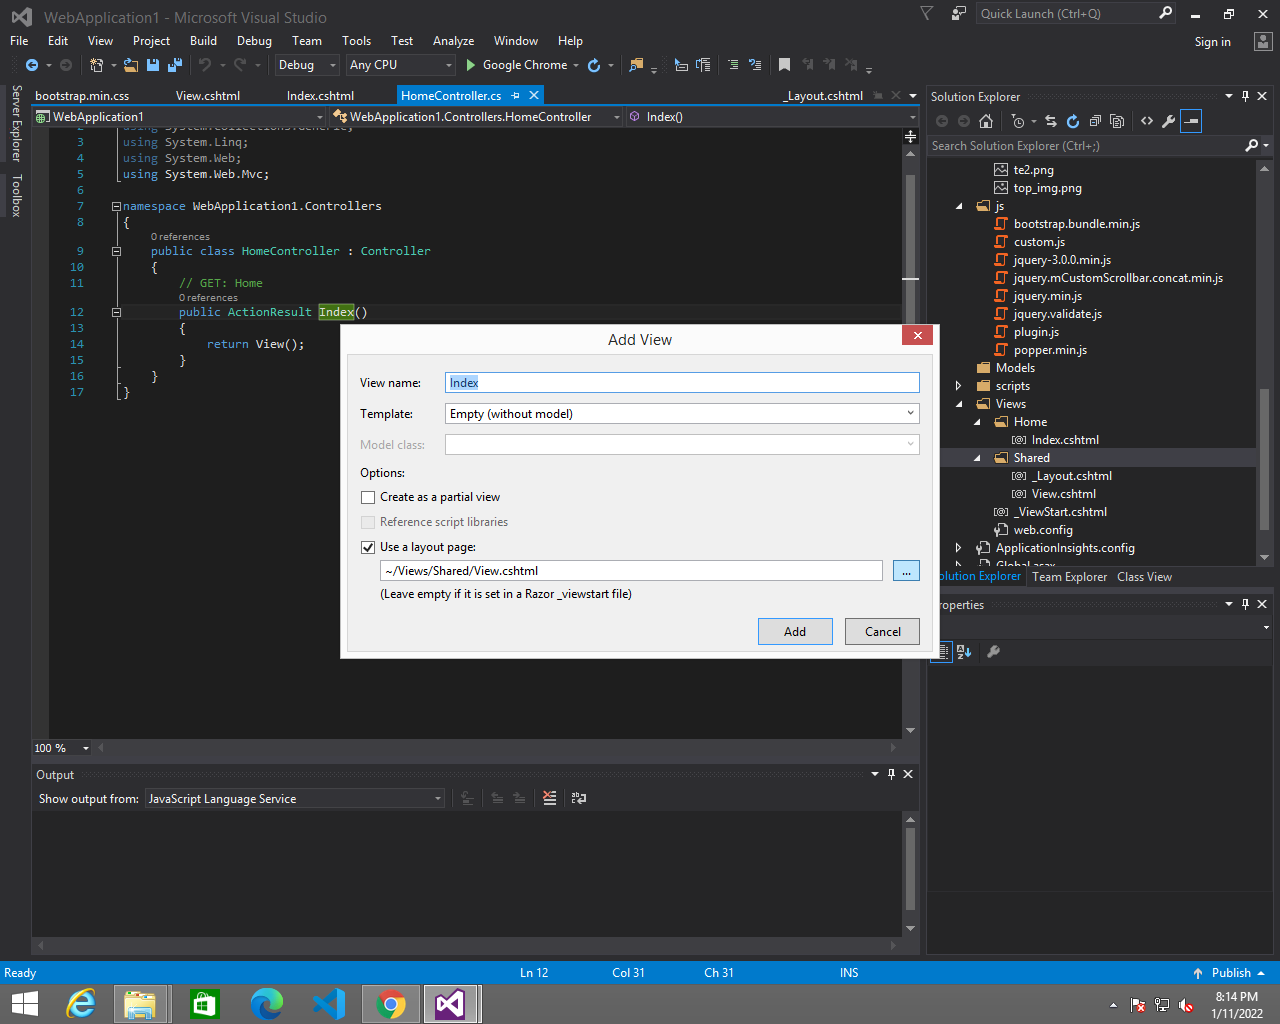 WebApplication1 - Microsoft Visual Studio
Quick Launch (Ctrl+Q)
File Edit View Project Build Debug Team Tools Test Analyze Window Help
Sign in
Debug Any CPU Google Chrome
Server Explorer
Toolbox
bootstrap.min.css View.cshtml Index.cshtml HomeController.cs _Layout.cshtml
WebApplication1 WebApplication1.Controllers.HomeController Index()
2 using System.Collections.Generic;
3 using System.Linq;
4 using System.Web;
5 using System.Web.Mvc;
6
7 namespace WebApplication1.Controllers
8 {
0 references
9 public class HomeController : Controller
10 {
11 // GET: Home
0 references
12 public ActionResult Index()
13 {
14 return View();
15 }
16 }
17 }
Add View
View name: Index
Template: Empty (without model)
Model class:
Options:
Create as a partial view
Reference script libraries
Use a layout page:
~/Views/Shared/View.cshtml
...
(Leave empty if it is set in a Razor _viewstart file)
Add Cancel
100 %
Output
Show output from: JavaScript Language Service
Solution Explorer
Search Solution Explorer (Ctrl+;)
te2.png
top_img.png
js
bootstrap.bundle.min.js
custom.js
jquery-3.0.0.min.js
jquery.mCustomScrollbar.concat.min.js
jquery.min.js
jquery.validate.js
plugin.js
popper.min.js
Models
scripts
Views
Home
Index.cshtml
Shared
_Layout.cshtml
View.cshtml
_ViewStart.cshtml
web.config
ApplicationInsights.config
Global.asax
Solution Explorer Team Explorer Class View
Properties
Ready Ln 12 Col 31 Ch 31 INS Publish
8:14 PM
1/11/2022